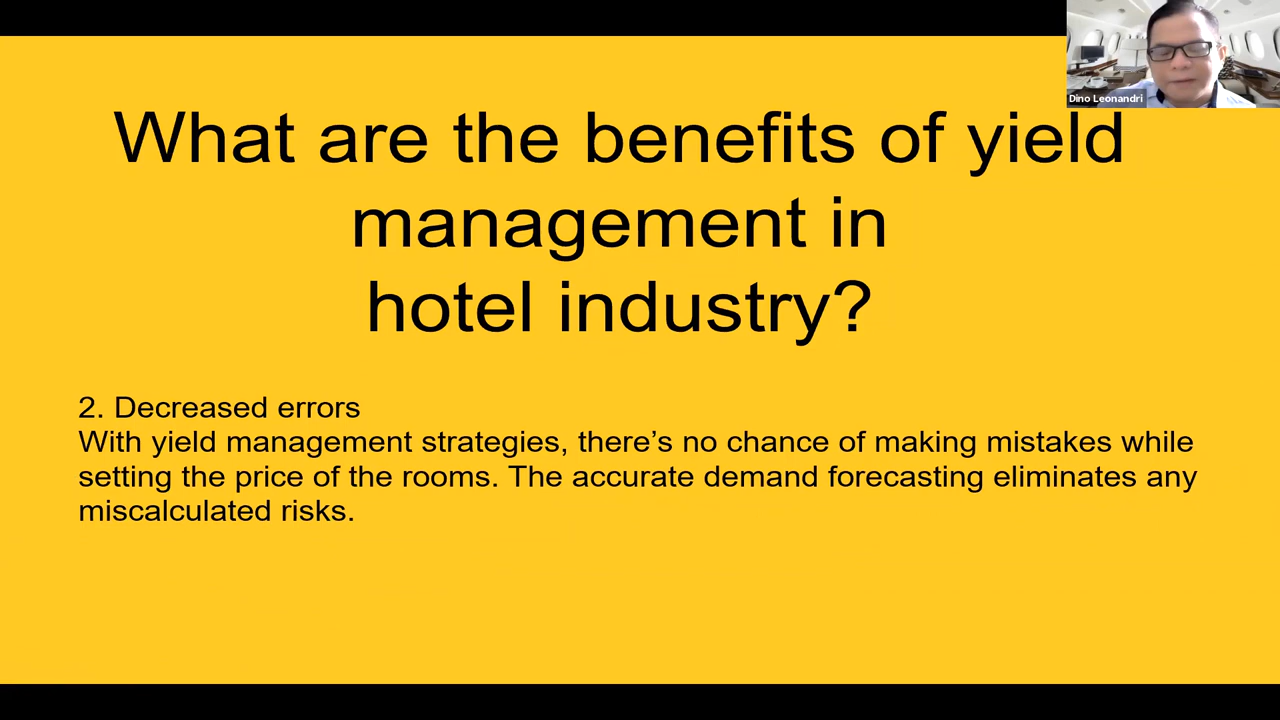 Dino Leonandri
What are the benefits of yield
management in
hotel industry?
2. Decreased errors
With yield management strategies, there’s no chance of making mistakes while
setting the price of the rooms. The accurate demand forecasting eliminates any
miscalculated risks.